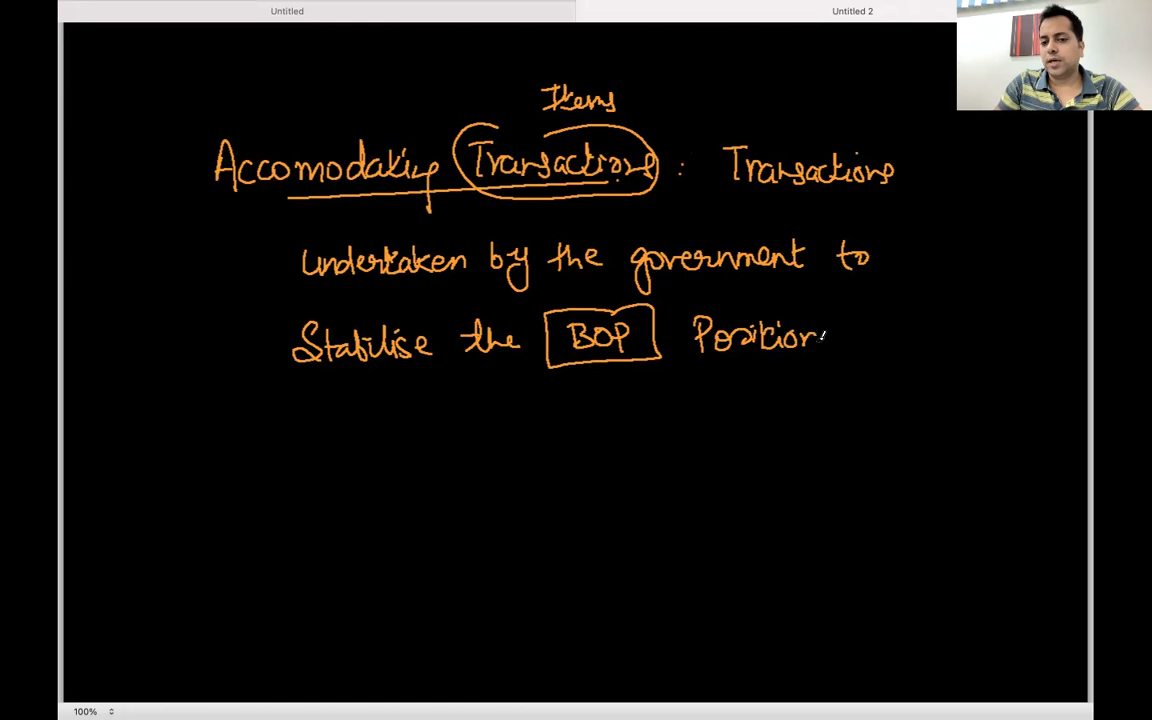 Untitled
Untitled 2
Items
Accomodating Transactions : Transactions
undertaken by the government to
Stabilise the BOP Position
100%